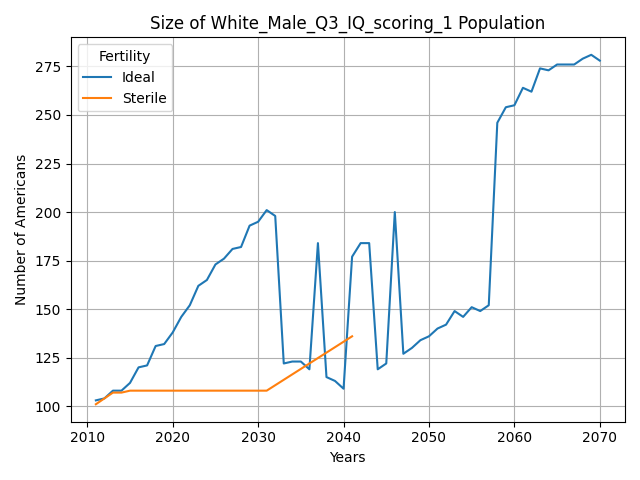 Size of White_Male_Q3_IQ_scoring_1 Population
Fertility
Ideal
Sterile
Number of Americans
275
250
225
200
175
150
125
100
2010 2020 2030 2040 2050 2060 2070
Years